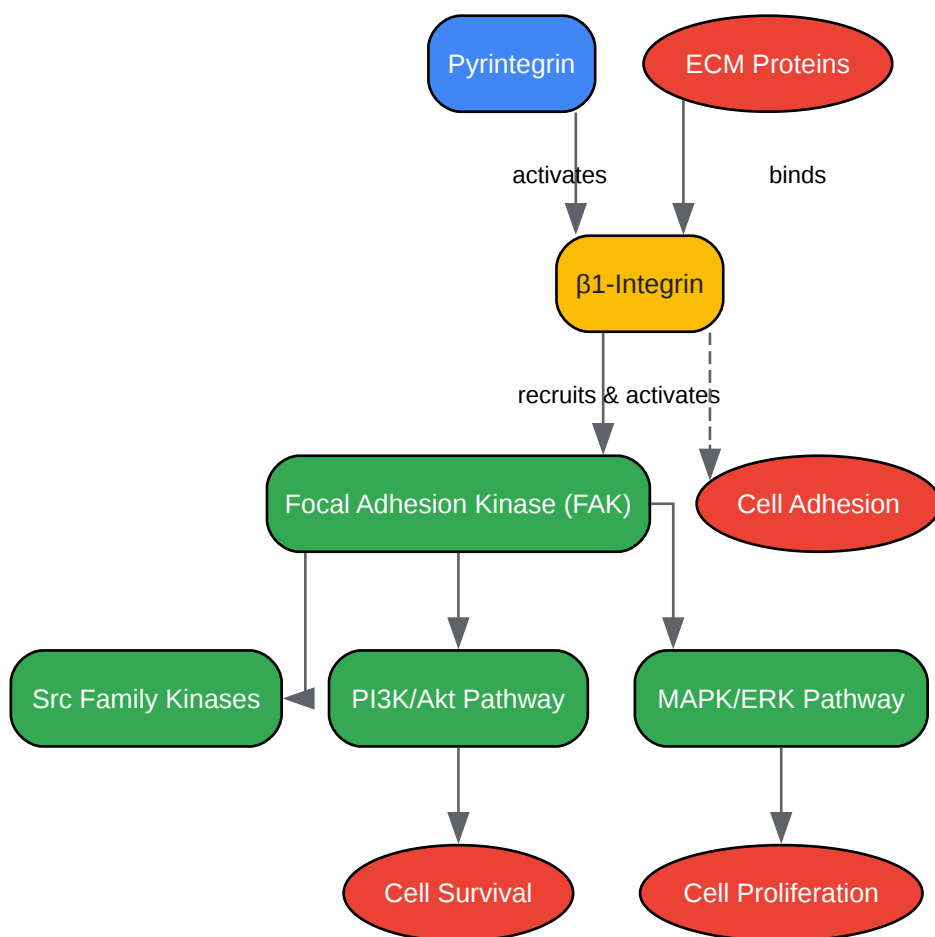 Pyrintegrin
ECM Proteins
activates
binds
β1-Integrin
recruits & activates
Focal Adhesion Kinase (FAK)
Cell Adhesion
Src Family Kinases
PI3K/Akt Pathway
MAPK/ERK Pathway
Cell Survival
Cell Proliferation